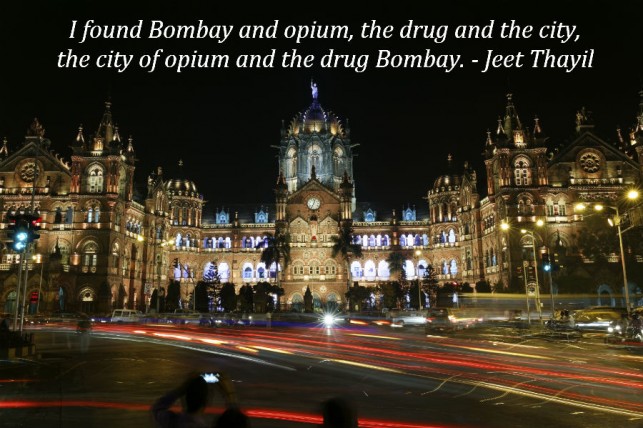 I found Bombay and opium, the drug and the city,
the city of opium and the drug Bombay. - Jeet Thayil